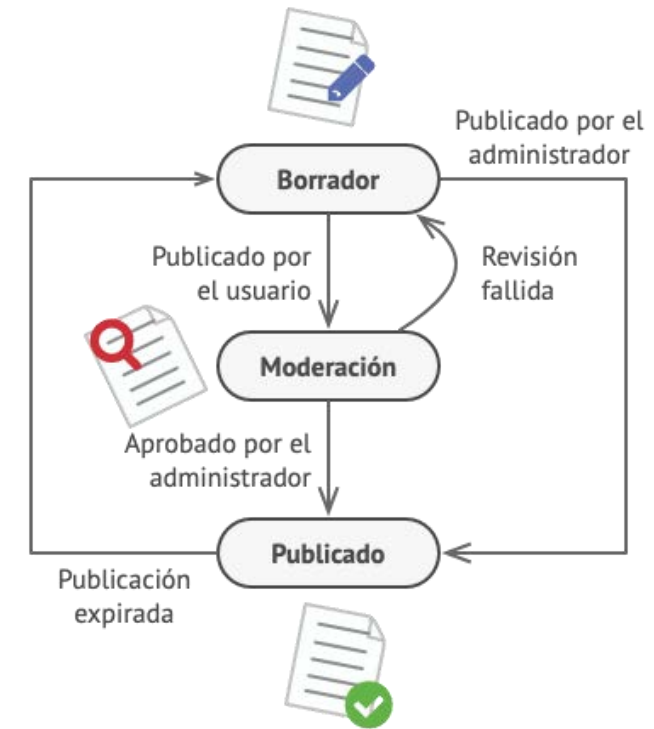 Publicado por el
administrador
Borrador
Publicado por
el usuario
Revisión
fallida
Moderación
Aprobado por el
administrador
Publicado
Publicación
expirada